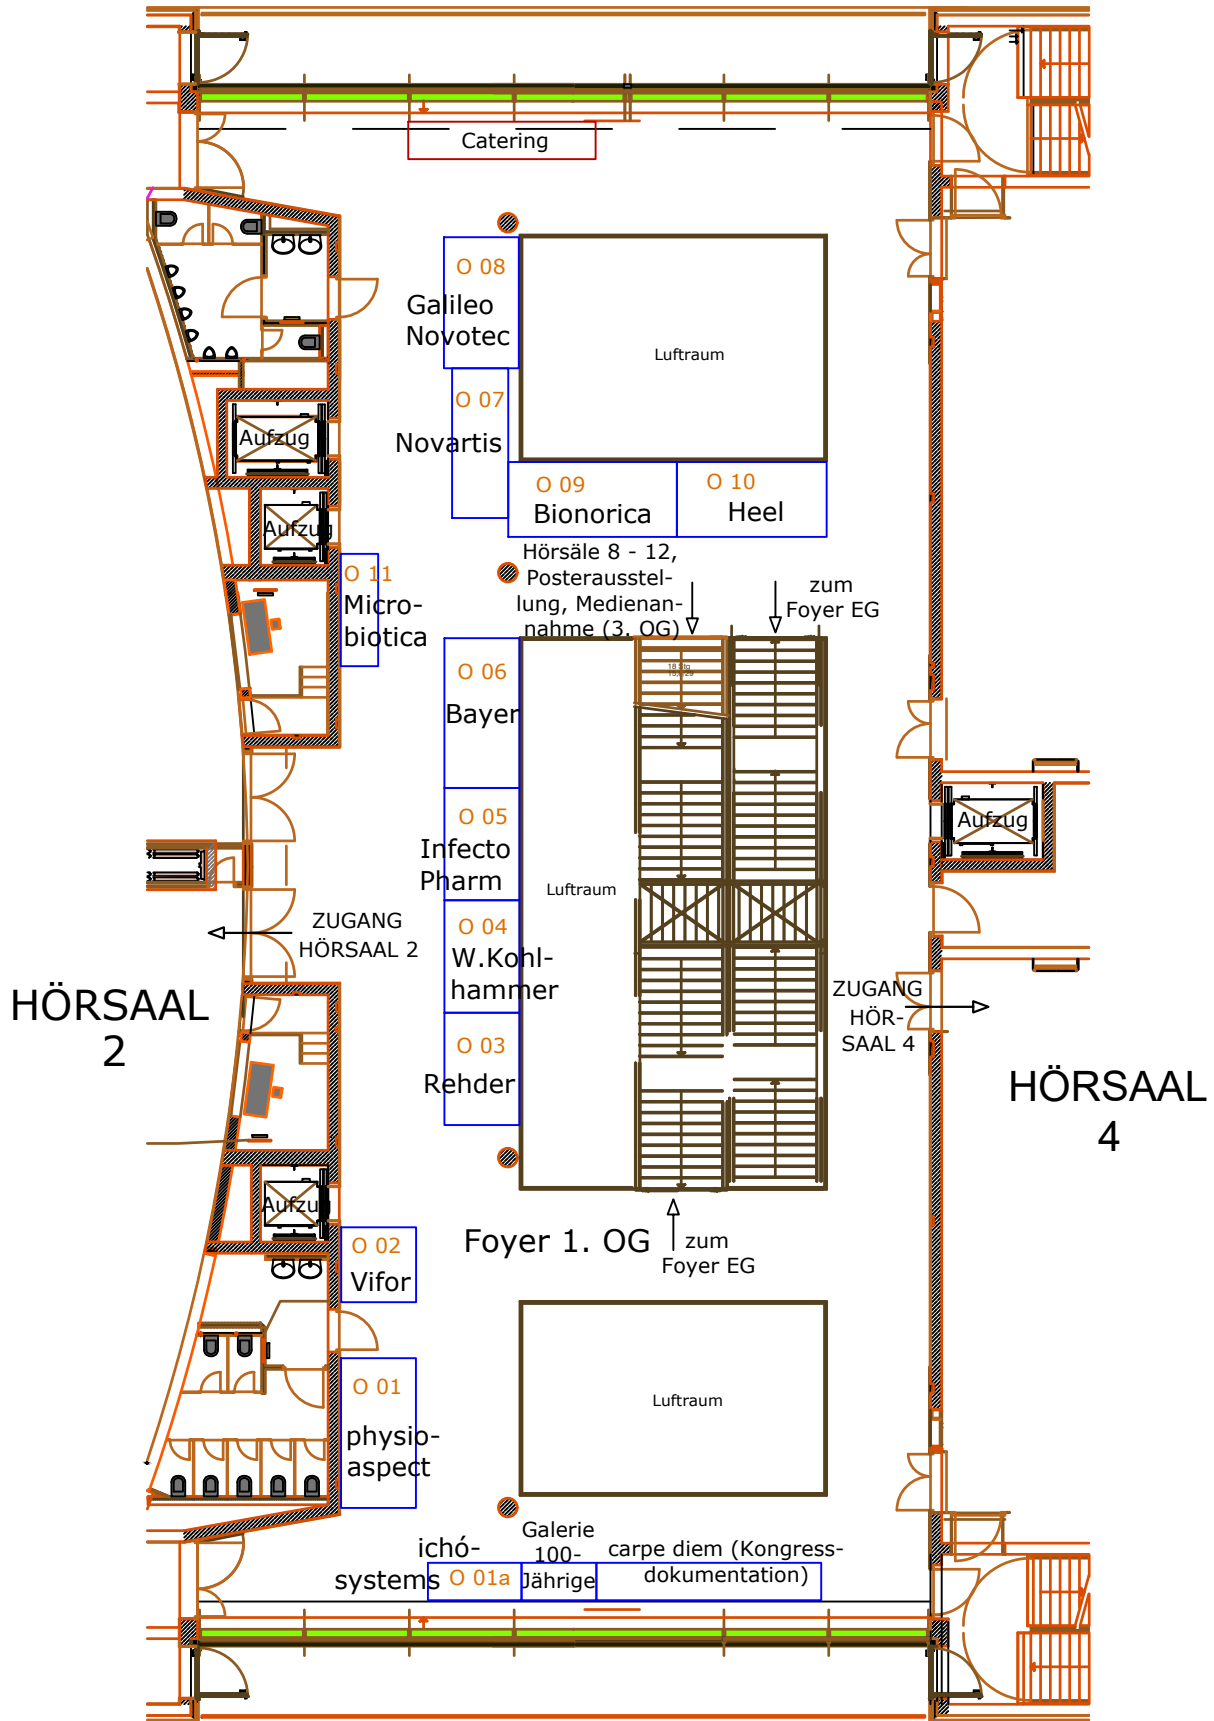 Catering
O 08
Galileo
Novotec
Luftraum
O 07
Novartis
Aufzug
O 09
Bionorica
O 10
Heel
Aufzug
Hörsäle 8 - 12,
Posterausstel-
lung, Medienan-
nahme (3. OG)
zum
Foyer EG
O 11
Micro-
biotica
O 06
Bayer
O 05
Infecto
Pharm
Luftraum
Aufzug
O 04
W.Kohl-
hammer
ZUGANG
HÖRSAAL 2
HÖRSAAL
2
O 03
Rehder
ZUGANG
HÖR-
SAAL 4
HÖRSAAL
4
Aufzug
Foyer 1. OG
zum
Foyer EG
O 02
Vifor
O 01
physio-
aspect
Luftraum
ichó-
systems
O 01a
Galerie
100-
Jährige
carpe diem (Kongress-
dokumentation)